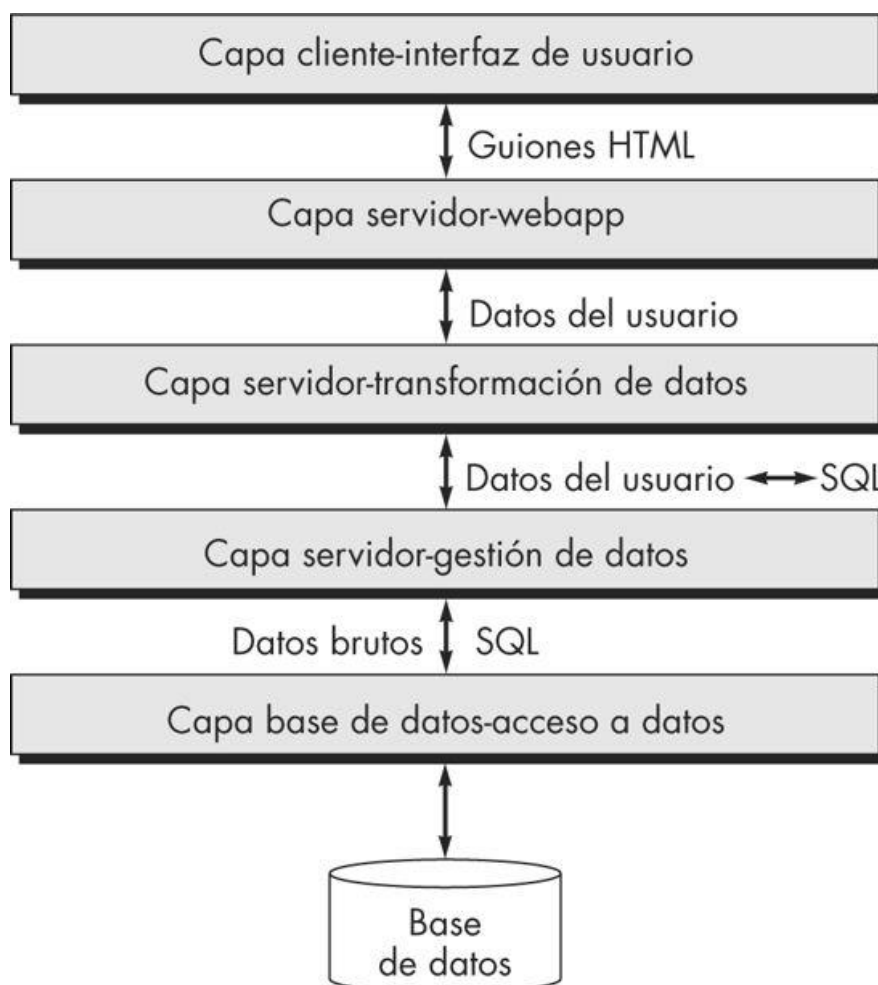 Capa cliente-interfaz de usuario
Guiones HTML
Capa servidor-webapp
Datos del usuario
Capa servidor-transformación de datos
Datos del usuario SQL
Capa servidor-gestión de datos
Datos brutos SQL
Capa base de datos-acceso a datos
Base
de datos